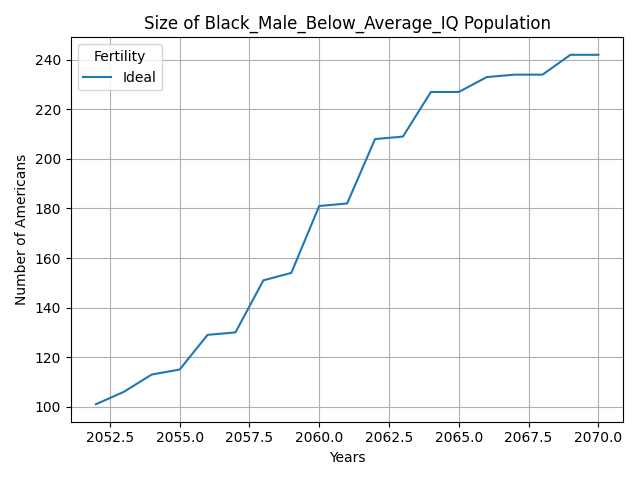 Size of Black_Male_Below_Average_IQ Population
Fertility
Ideal
Number of Americans
240
220
200
180
160
140
120
100
2052.5 2055.0 2057.5 2060.0 2062.5 2065.0 2067.5 2070.0
Years